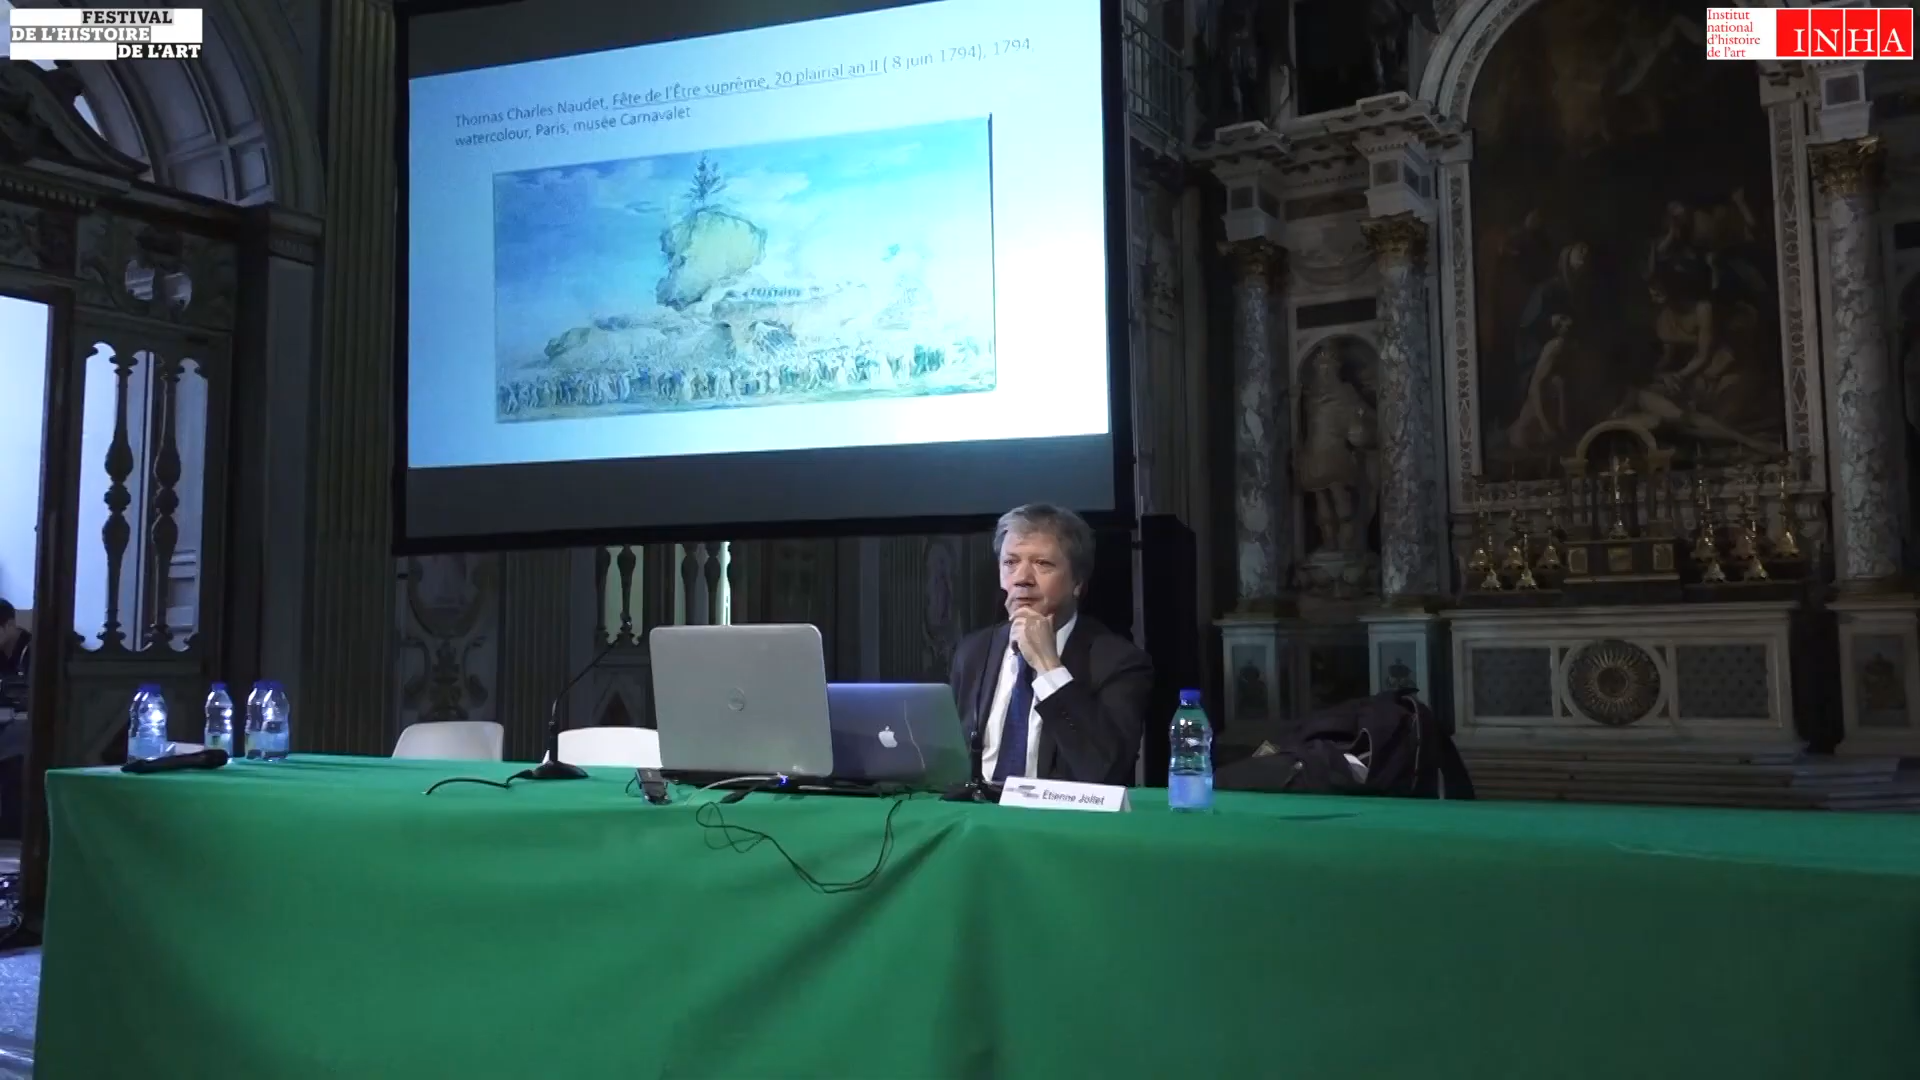 FESTIVAL
DE L'HISTOIRE
DE L'ART
Institut
national
d'histoire
de l'art
INHA
Thomas Charles Naudet, Fête de l'Être suprême, 20 plairial an II ( 8 juin 1794), 1794,
watercolour, Paris, musée Carnavalet
Etienne Jollet